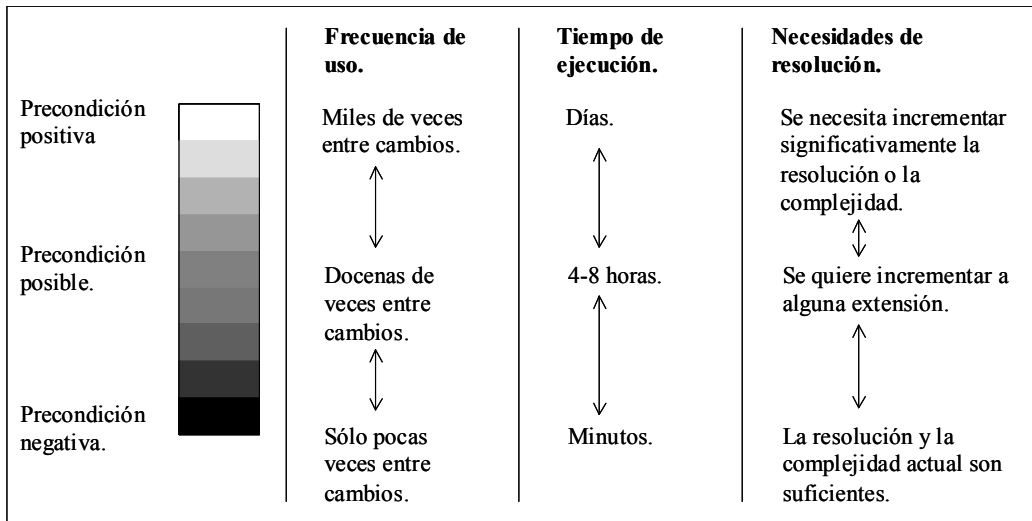 Frecuencia de
uso.
Tiempo de
ejecución.
Necesidades de
resolución.
Precondición
positiva
Miles de veces
entre cambios.
Días.
Se necesita incrementar
significativamente la
resolución o la
complejidad.
Precondición
posible.
Docenas de
veces entre
cambios.
4-8 horas.
Se quiere incrementar a
alguna extensión.
Precondición
negativa.
Sólo pocas
veces entre
cambios.
Minutos.
La resolución y la
complejidad actual son
suficientes.